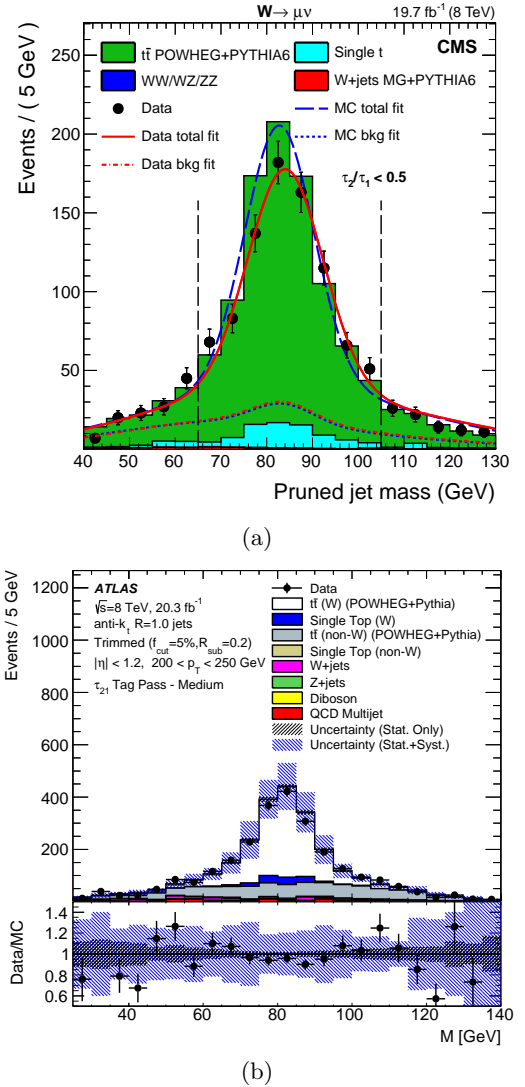 W→ μν
19.7 fb⁻¹ (8 TeV)
CMS
tt̄ POWHEG+PYTHIA6
Single t
WW/WZ/ZZ
W+jets MG+PYTHIA6
Data
MC total fit
Data total fit
MC bkg fit
Data bkg fit
τ₂/τ₁ < 0.5
Events / ( 5 GeV )
250
200
150
100
50
40 50 60 70 80 90 100 110 120 130
Pruned jet mass (GeV)
(a)
ATLAS
√s=8 TeV, 20.3 fb⁻¹
anti-kₜ R=1.0 jets
Trimmed (f_cut=5%,R_sub=0.2)
|η| < 1.2, 200 < p_T < 250 GeV
τ₂₁ Tag Pass - Medium
Data
tt̄ (W) (POWHEG+Pythia)
Single Top (W)
tt̄ (non-W) (POWHEG+Pythia)
Single Top (non-W)
W+jets
Z+jets
Diboson
QCD Multijet
Uncertainty (Stat. Only)
Uncertainty (Stat.+Syst.)
Events / 5 GeV
1200
1000
800
600
400
200
Data/MC
1.4
1.2
1
0.8
0.6
40 60 80 100 120 140
M [GeV]
(b)